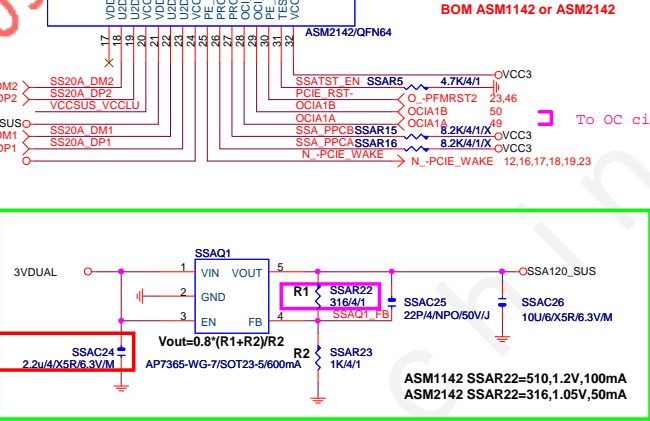 BOM ASM1142 or ASM2142
ASM2142/QFN64
17
18
19
20
21
22
23
24
25
26
27
28
29
30
31
32
VCC3
SSATST_EN SSAR5 4.7K/4/1
DM2 SS20A_DM2 PCIE_RST- O_-PFMRST2 23,46
DP2 SS20A_DP2 OCIA1B OCIA1B 50
VCCSUS_VCCLU
SUS OCIA1A OCIA1A 49
To OC ci
DM1 SS20A_DM1 SSA_PPCB SSAR15 8.2K/4/1/X VCC3
DP1 SS20A_DP1 SSA_PPCA SSAR16 8.2K/4/1/X VCC3
N_-PCIE_WAKE N_-PCIE_WAKE 12,16,17,18,19,23
SSAQ1
3VDUAL 1 VIN VOUT 5 SSA120_SUS
2 GND R1 SSAR22
316/4/1
SSAQ1_FB
SSAC25
22P/4/NPO/50V/J
SSAC26
10U/6/X5R/6.3V/M
3 EN FB 4
Vout=0.8*(R1+R2)/R2
SSAC24
2.2u/4/X5R/6.3V/M
AP7365-WG-7/SOT23-5/600mA
R2 SSAR23
1K/4/1
ASM1142 SSAR22=510,1.2V,100mA
ASM2142 SSAR22=316,1.05V,50mA